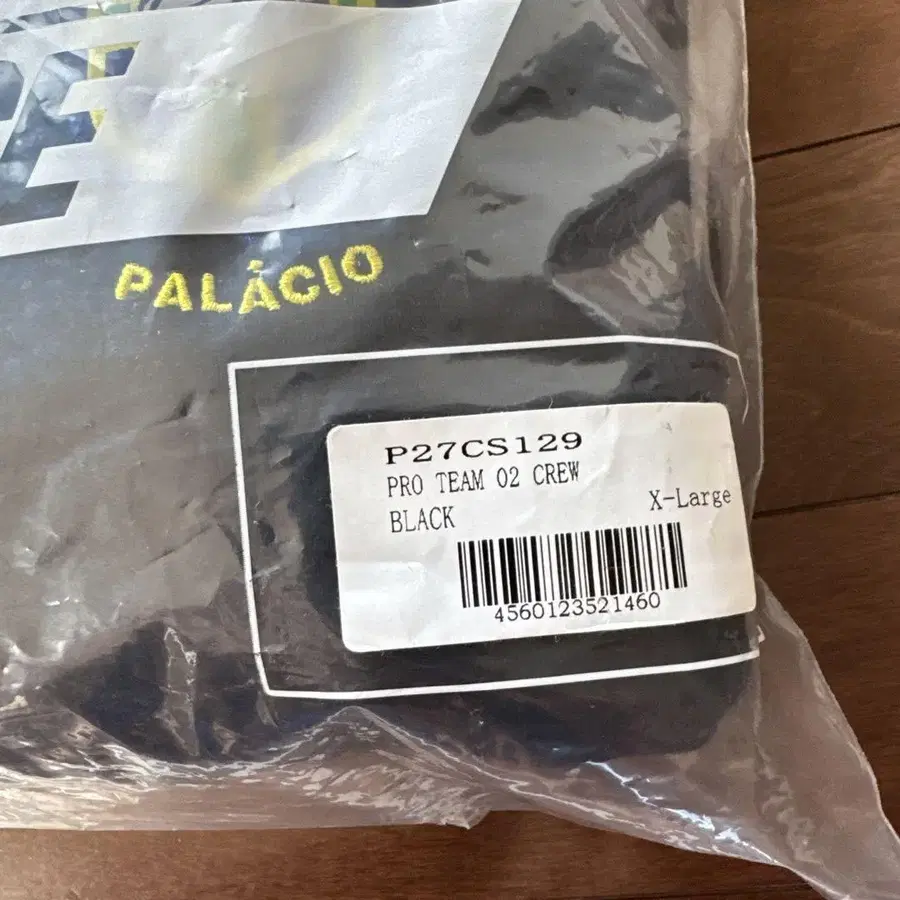 PALÁCIO
P27CS129
PRO TEAM 02 CREW
BLACK X-Large
4560123521460